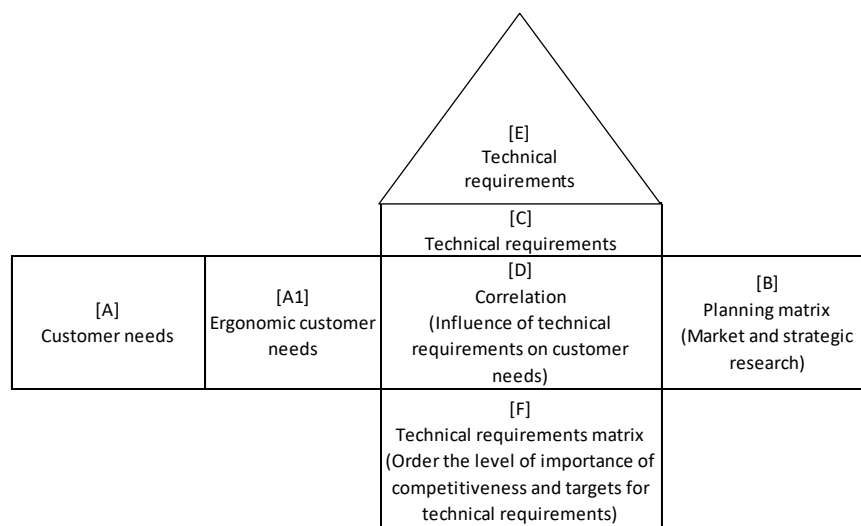 [E]
Technical
requirements
[C]
Technical requirements
[A]
Customer needs
[A1]
Ergonomic customer
needs
[D]
Correlation
(Influence of technical
requirements on customer
needs)
[B]
Planning matrix
(Market and strategic
research)
[F]
Technical requirements matrix
(Order the level of importance of
competitiveness and targets for
technical requirements)